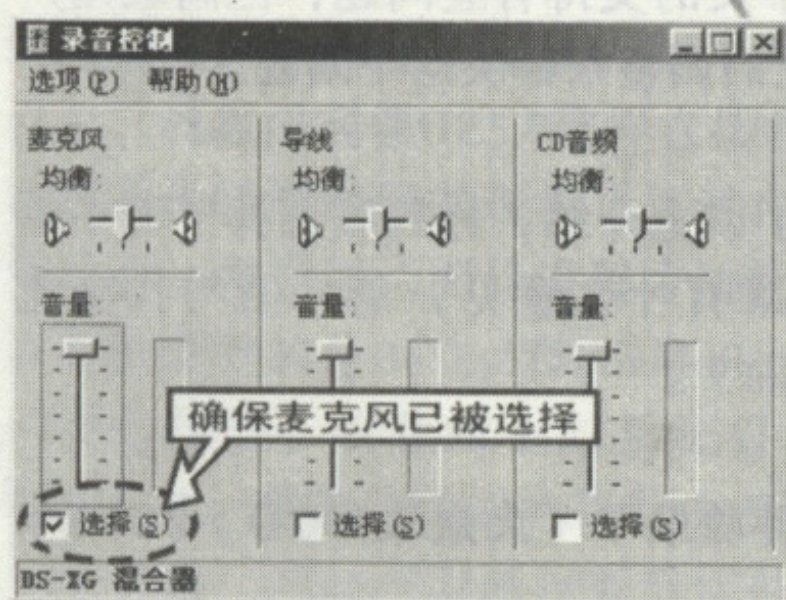 录音控制
选项(P) 帮助(H)
麦克风 导线 CD音频
均衡: 均衡: 均衡:
音量: 音量: 音量:
确保麦克风已被选择
选择(S) 选择(S) 选择(S)
DS-XG 混合器